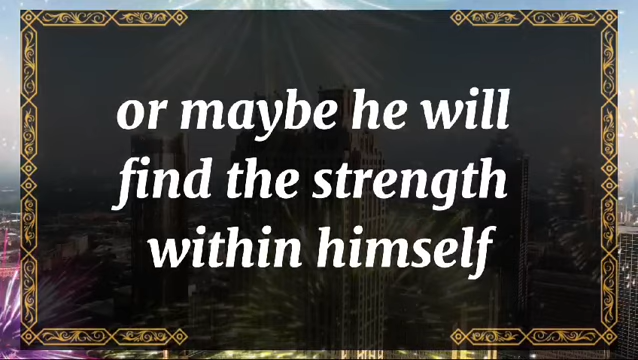 or maybe he will
find the strength
within himself